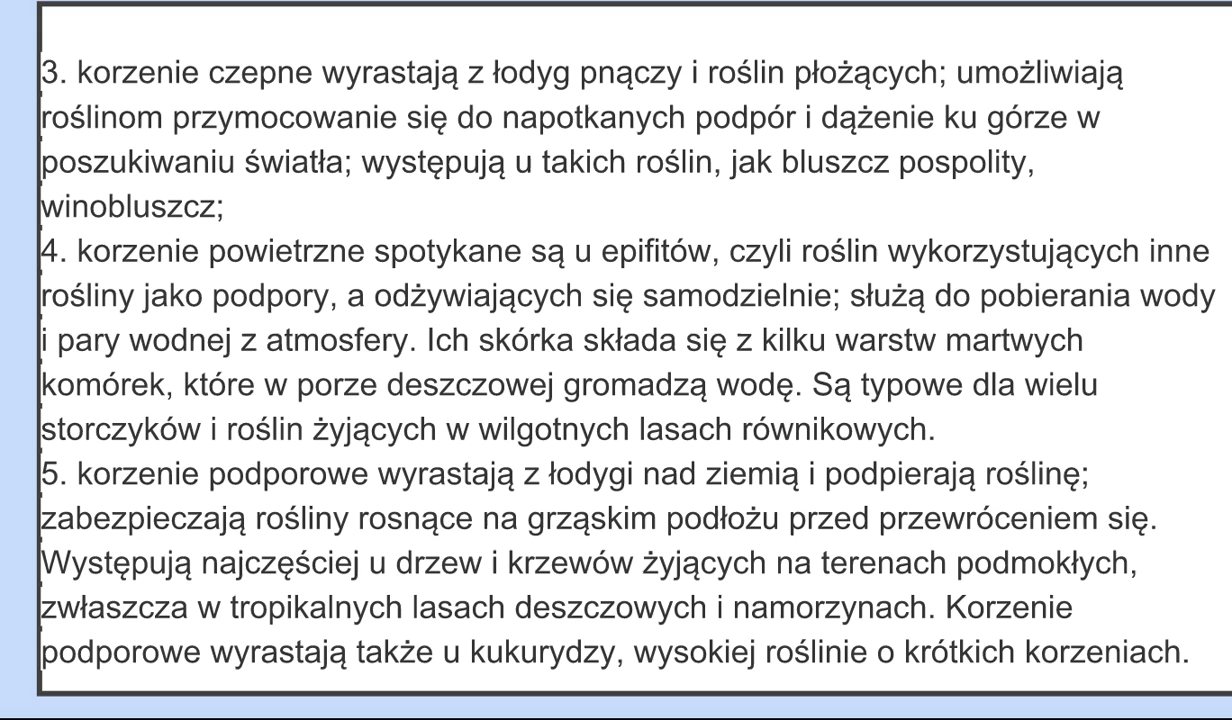 3. korzenie czepne wyrastają z łodyg pnączy i roślin płożących; umożliwiają
roślinom przymocowanie się do napotkanych podpór i dążenie ku górze w
poszukiwaniu światła; występują u takich roślin, jak bluszcz pospolity,
winobluszcz;
4. korzenie powietrzne spotykane są u epifitów, czyli roślin wykorzystujących inne
rośliny jako podpory, a odżywiających się samodzielnie; służą do pobierania wody
i pary wodnej z atmosfery. Ich skórka składa się z kilku warstw martwych
komórek, które w porze deszczowej gromadzą wodę. Są typowe dla wielu
storczyków i roślin żyjących w wilgotnych lasach równikowych.
5. korzenie podporowe wyrastają z łodygi nad ziemią i podpierają roślinę;
zabezpieczają rośliny rosnące na grząskim podłożu przed przewróceniem się.
Występują najczęściej u drzew i krzewów żyjących na terenach podmokłych,
zwłaszcza w tropikalnych lasach deszczowych i namorzynach. Korzenie
podporowe wyrastają także u kukurydzy, wysokiej roślinie o krótkich korzeniach.